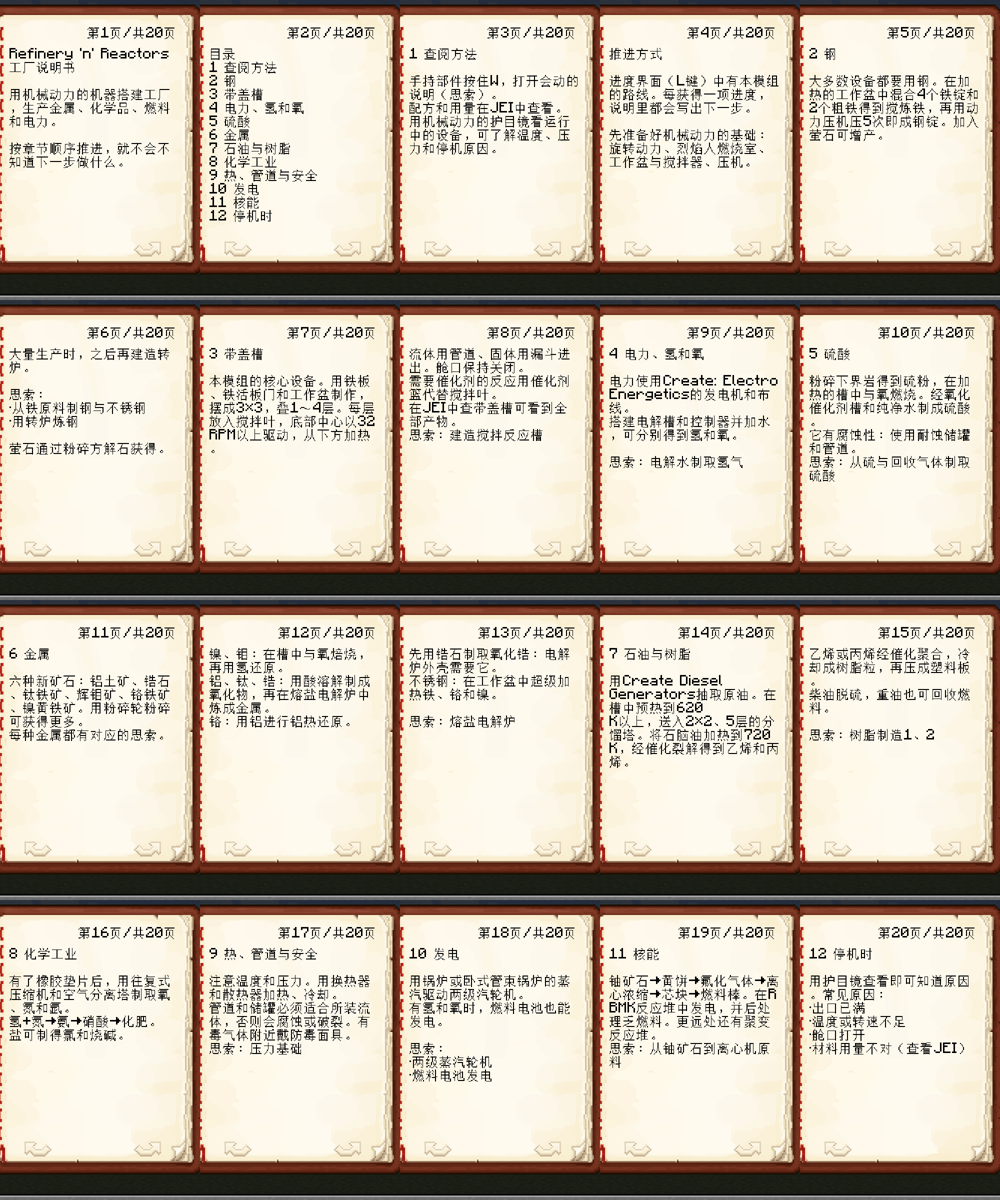 第1页/共20页
Refinery 'n' Reactors
工厂说明书
用机械动力的机器搭建工厂
，生产金属、化学品、燃料
和电力。
按章节顺序推进，就不会不
知道下一步做什么。
第2页/共20页
目录
1 查阅方法
2 钢
3 带盖槽
4 电力、氢和氧
5 硫酸
6 金属
7 石油与树脂
8 化学工业
9 热、管道与安全
10 发电
11 核能
12 停机时
第3页/共20页
1 查阅方法
手持部件按住W，打开会动的
说明（思索）。
配方和用量在JEI中查看。
用机械动力的护目镜看运行
中的设备，可了解温度、压
力和停机原因。
第4页/共20页
推进方式
进度界面（L键）中有本模组
的路线。每获得一项进度，
说明里都会写出下一步。
先准备好机械动力的基础：
旋转动力、烈焰人燃烧室、
工作盆与搅拌器、压机。
第5页/共20页
2 钢
大多数设备都要用钢。在加
热的工作盆中混合4个铁锭和
2个粗铁得到搅炼铁，再用动
力压机压5次即成钢锭。加入
萤石可增产。
第6页/共20页
大量生产时，之后再建造转
炉。
思索：
·从铁原料制钢与不锈钢
·用转炉炼钢
萤石通过粉碎方解石获得。
第7页/共20页
3 带盖槽
本模组的核心设备。用铁板
、铁活板门和工作盆制作，
摆成3×3，叠1～4层。每层
放入搅拌叶，底部中心以32
RPM以上驱动，从下方加热
。
第8页/共20页
流体用管道、固体用漏斗进
出。舱口保持关闭。
需要催化剂的反应用催化剂
篮代替搅拌叶。
在JEI中查带盖槽可看到全
部产物。
思索：建造搅拌反应槽
第9页/共20页
4 电力、氢和氧
电力使用Create: Electro
Energetics的发电机和布
线。
搭建电解槽和控制器并加水
，可分别得到氢和氧。
思索：电解水制取氢气
第10页/共20页
5 硫酸
粉碎下界岩得到硫粉，在加
热的槽中与氧燃烧。经氧化
催化剂槽和纯净水制成硫酸
。
它有腐蚀性：使用耐蚀储罐
和管道。
思索：从硫与回收气体制取
硫酸
第11页/共20页
6 金属
六种新矿石：铝土矿、锆石
、钛铁矿、辉钼矿、铬铁矿
、镍黄铁矿。用粉碎轮粉碎
可获得更多。
每种金属都有对应的思索。
第12页/共20页
镍、钼：在槽中与氧焙烧，
再用氢还原。
铝、钛、锆：用酸溶解制成
氧化物，再在熔盐电解炉中
炼成金属。
铬：用铝进行铝热还原。
第13页/共20页
先用锆石制取氧化锆：电解
炉外壳需要它。
不锈钢：在工作盆中超级加
热铁、铬和镍。
思索：熔盐电解炉
第14页/共20页
7 石油与树脂
用Create Diesel
Generators抽取原油。在
槽中预热到620
K以上，送入2×2、5层的分
馏塔。将石脑油加热到720
K，经催化裂解得到乙烯和丙
烯。
第15页/共20页
乙烯或丙烯经催化聚合，冷
却成树脂粒，再压成塑料板
。
柴油脱硫，重油也可回收燃
料。
思索：树脂制造1、2
第16页/共20页
8 化学工业
有了橡胶垫片后，用往复式
压缩机和空气分离塔制取氧
、氮和氩。
氢+氮→氨→硝酸→化肥。
盐可制得氯和烧碱。
第17页/共20页
9 热、管道与安全
注意温度和压力。用换热器
和散热器加热、冷却。
管道和储罐必须适合所装流
体，否则会腐蚀或破裂。有
毒气体附近戴防毒面具。
思索：压力基础
第18页/共20页
10 发电
用锅炉或卧式管束锅炉的蒸
汽驱动两级汽轮机。
有氢和氧时，燃料电池也能
发电。
思索：
·两级蒸汽轮机
·燃料电池发电
第19页/共20页
11 核能
铀矿石→黄饼→氟化气体→离
心浓缩→芯块→燃料棒。在R
BMK反应堆中发电，并后处
理乏燃料。更远处还有聚变
反应堆。
思索：从铀矿石到离心机原
料
第20页/共20页
12 停机时
用护目镜查看即可知道原因
。常见原因：
·出口已满
·温度或转速不足
·舱口打开
·材料用量不对（查看JEI）